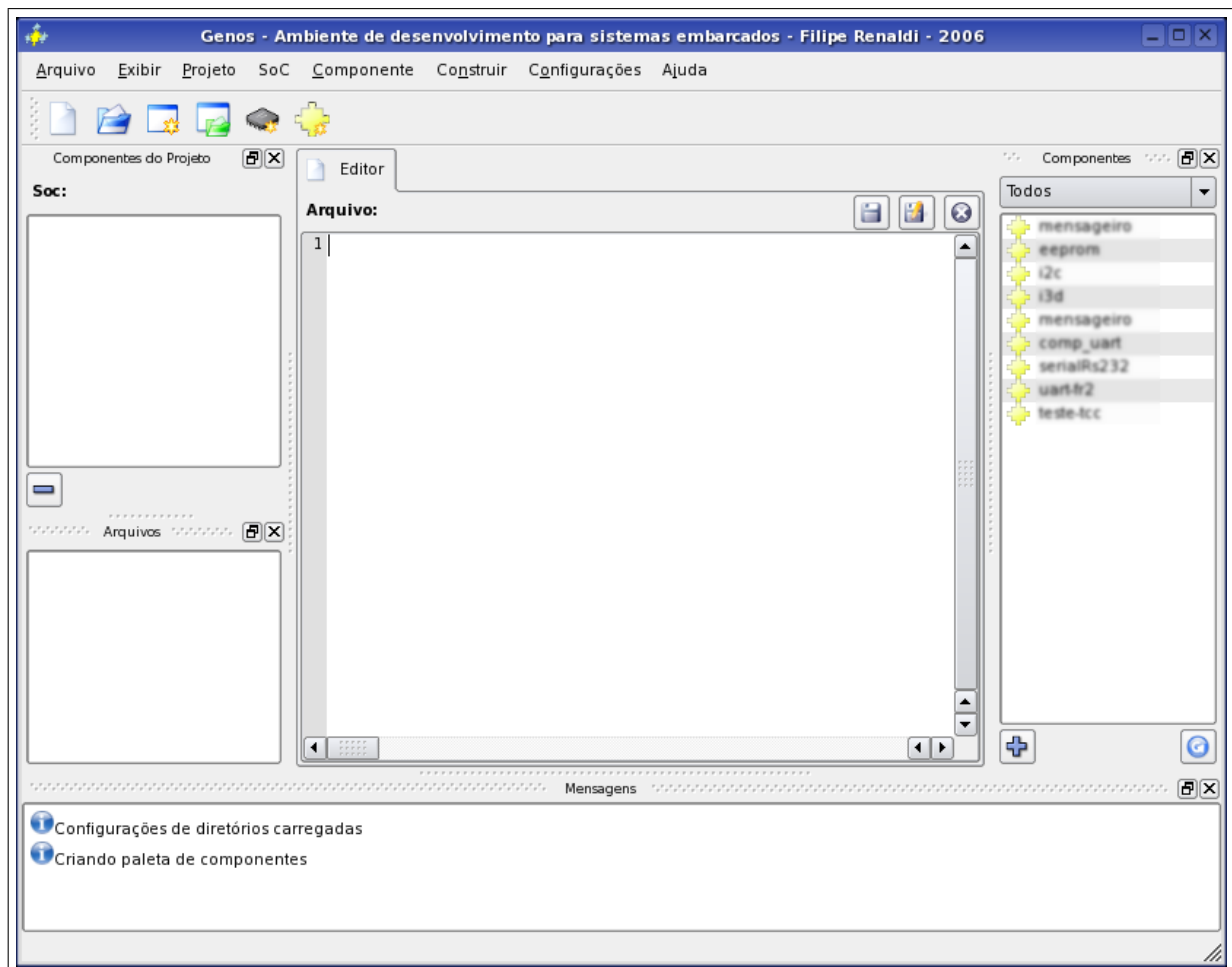 Genos - Ambiente de desenvolvimento para sistemas embarcados - Filipe Renaldi - 2006
Arquivo Exibir Projeto SoC Componente Construir Configurações Ajuda
Componentes do Projeto
Soc:
Editor
Arquivo:
1
Componentes
Todos
mensageiro
eeprom
i2c
i3d
mensageiro
comp_uart
serialRs232
uart-fr2
teste-tcc
Arquivos
Mensagens
Configurações de diretórios carregadas
Criando paleta de componentes